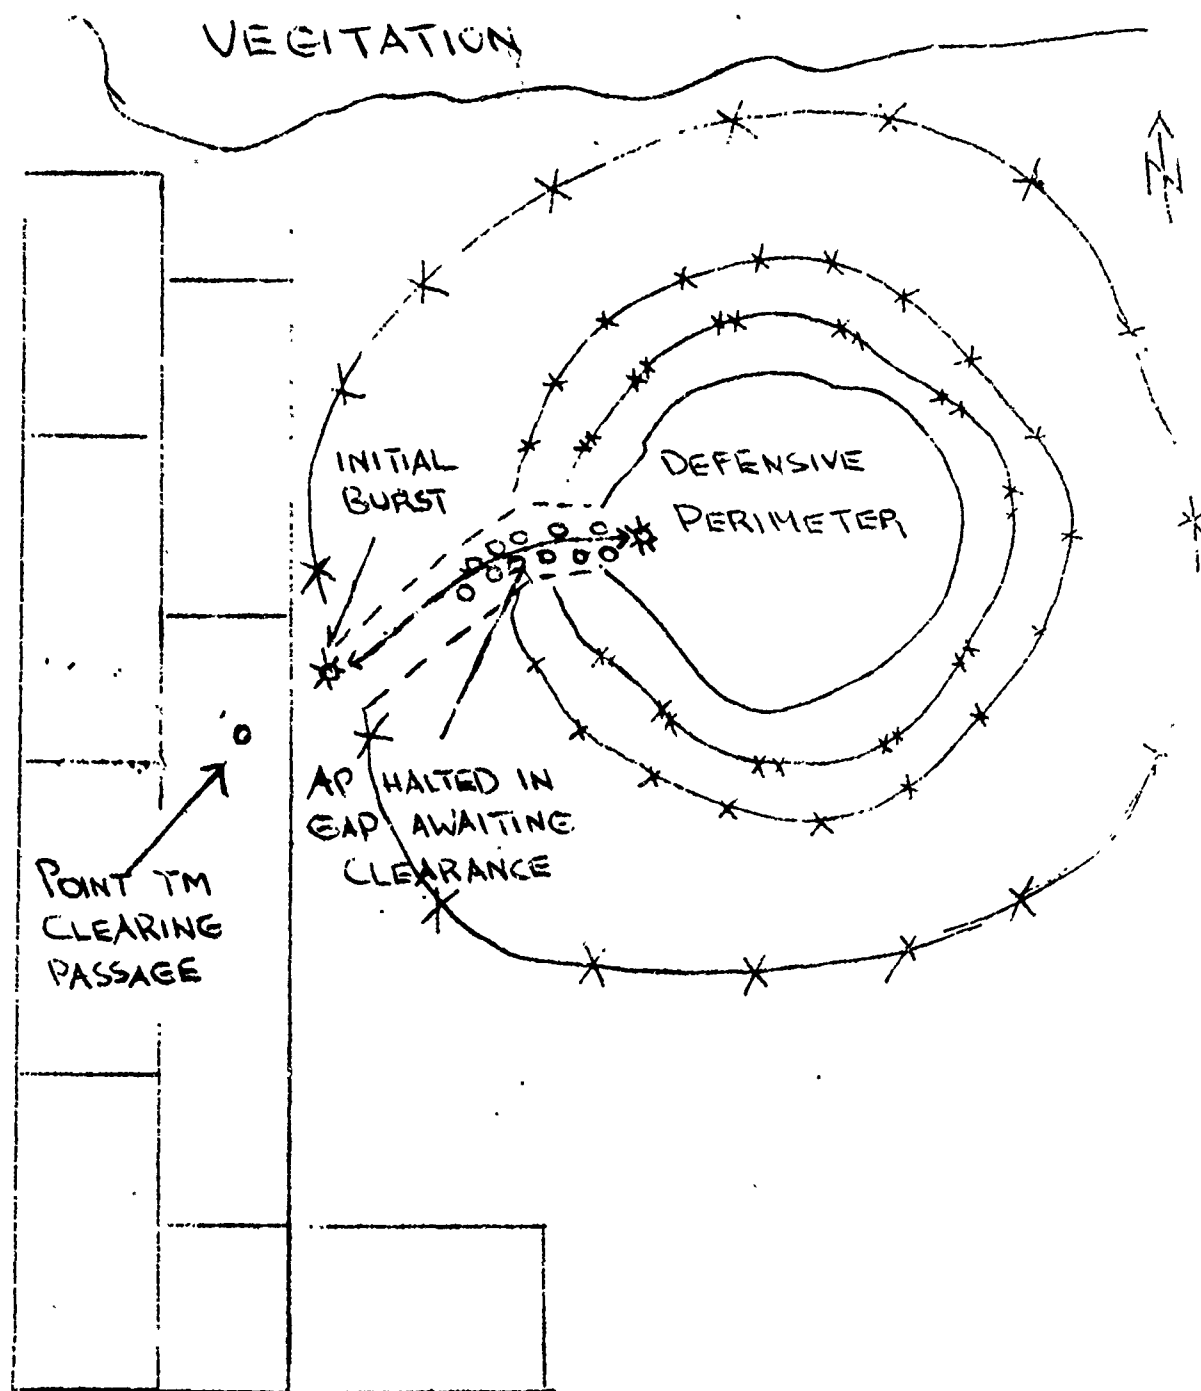 VEGITATION
N
INITIAL
BURST
DEFENSIVE
PERIMETER
AP HALTED IN
GAP AWAITING
CLEARANCE
POINT TM
CLEARING
PASSAGE